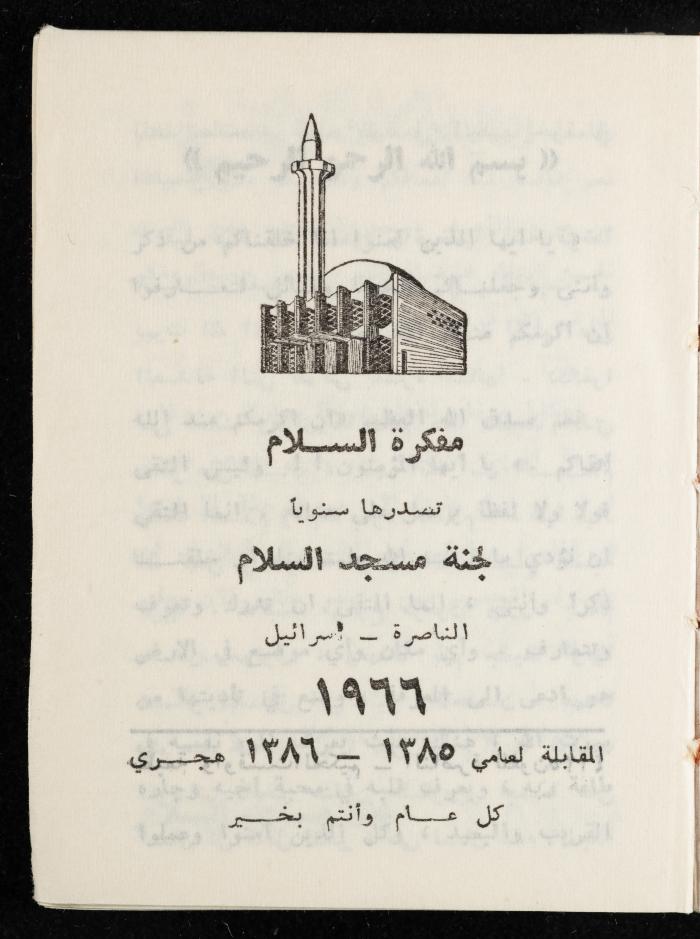 مفكرة السلام
تصدرها سنوياً
لجنة مسجد السلام
الناصرة – اسرائيل
١٩٦٦
المقابلة لعامي ١٣٨٥ – ١٣٨٦ هجري
كل عام وأنتم بخير